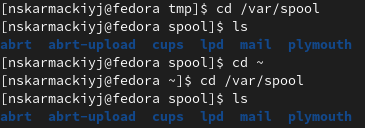 [nskarmackiyj@fedora tmp]$ cd /var/spool
[nskarmackiyj@fedora spool]$ ls
abrt  abrt-upload  cups  lpd  mail  plymouth
[nskarmackiyj@fedora spool]$ cd ~
[nskarmackiyj@fedora ~]$ cd /var/spool
[nskarmackiyj@fedora spool]$ ls
abrt  abrt-upload  cups  lpd  mail  plymouth